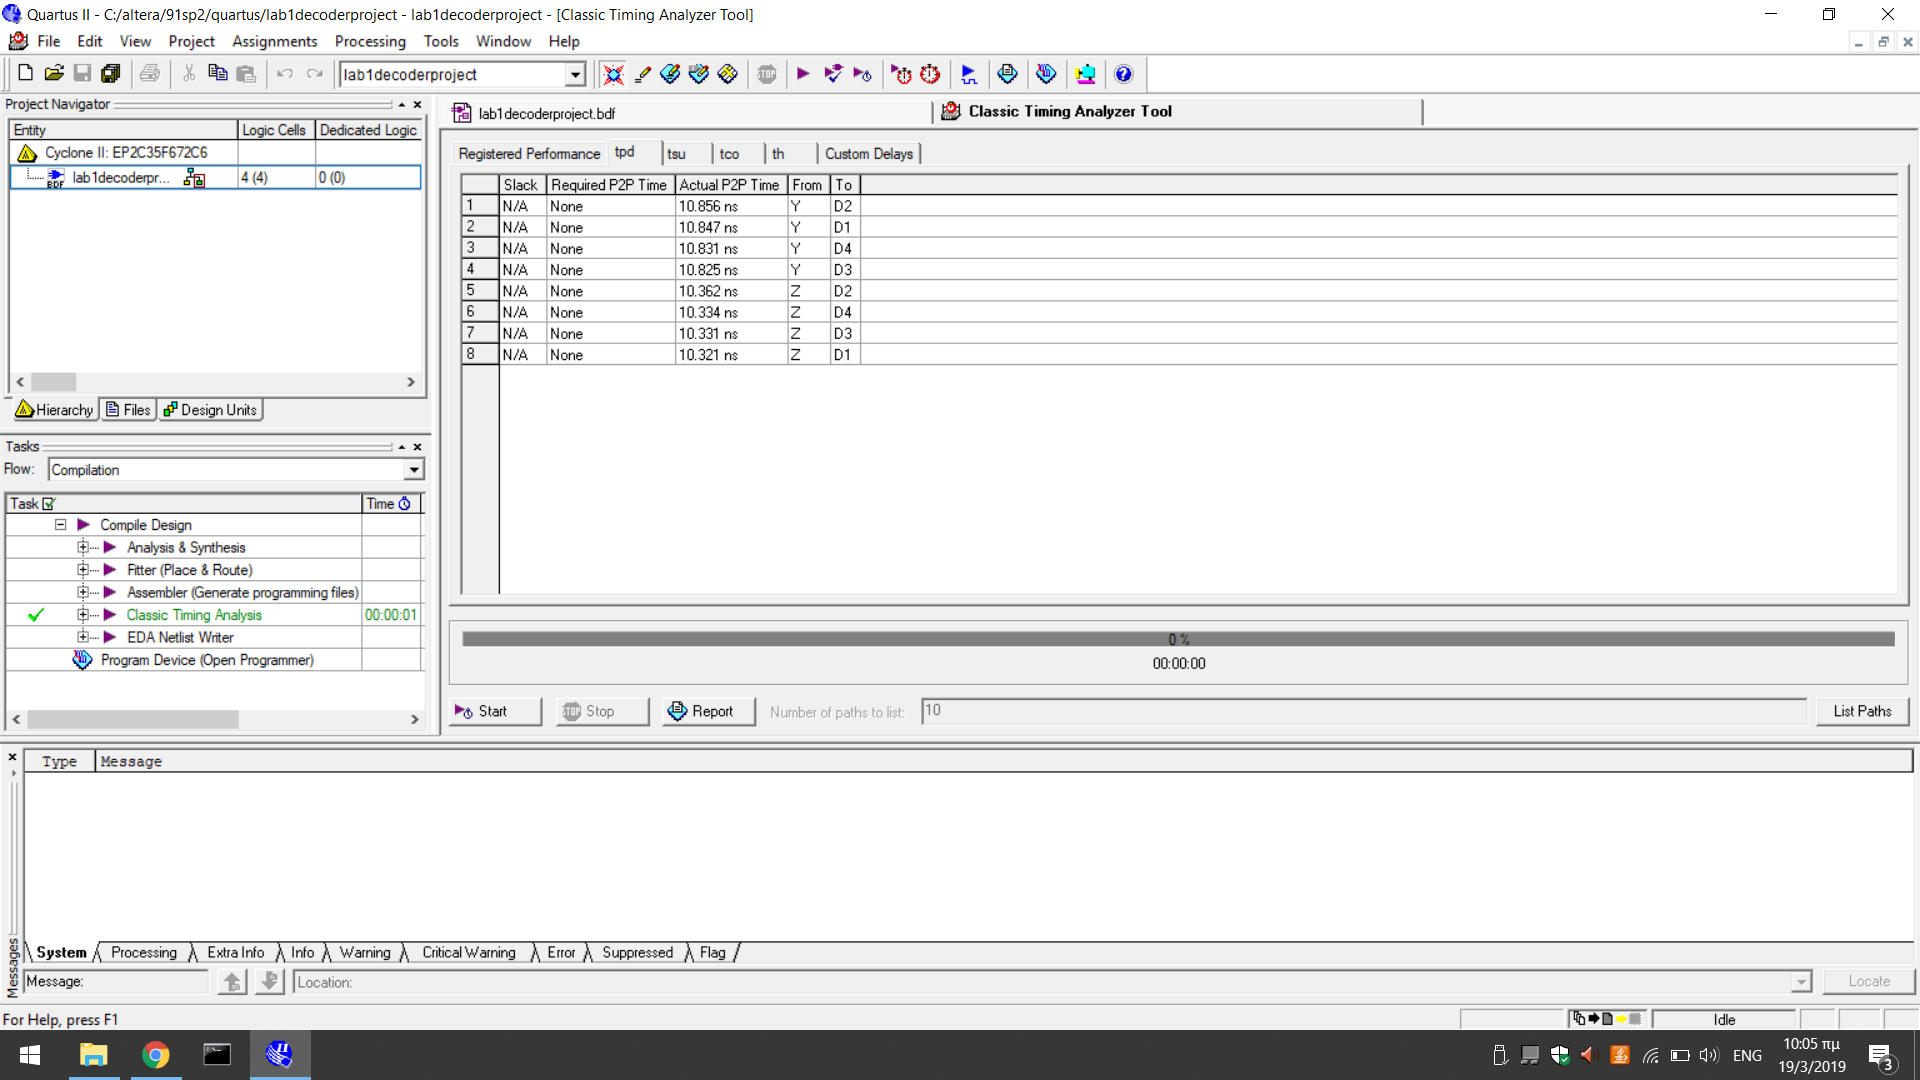 Quartus II - C:/altera/91sp2/quartus/lab1decoderproject - lab1decoderproject - [Classic Timing Analyzer Tool]
File Edit View Project Assignments Processing Tools Window Help
lab1decoderproject
Project Navigator
Entity Logic Cells Dedicated Logic
Cyclone II: EP2C35F672C6
BDF lab1decoderpr... 4 (4) 0 (0)
Hierarchy Files Design Units
Tasks
Flow: Compilation
Task Time
Compile Design
Analysis & Synthesis
Fitter (Place & Route)
Assembler (Generate programming files)
Classic Timing Analysis 00:00:01
EDA Netlist Writer
Program Device (Open Programmer)
lab1decoderproject.bdf Classic Timing Analyzer Tool
Registered Performance tpd tsu tco th Custom Delays
Slack Required P2P Time Actual P2P Time From To
1 N/A None 10.856 ns Y D2
2 N/A None 10.847 ns Y D1
3 N/A None 10.831 ns Y D4
4 N/A None 10.825 ns Y D3
5 N/A None 10.362 ns Z D2
6 N/A None 10.334 ns Z D4
7 N/A None 10.331 ns Z D3
8 N/A None 10.321 ns Z D1
0 %
00:00:00
Start STOP Stop Report Number of paths to list: 10 List Paths
Type Message
System Processing Extra Info Info Warning Critical Warning Error Suppressed Flag
Messages
Message: Location: Locate
For Help, press F1
Idle
ENG
10:05 πμ
19/3/2019
3